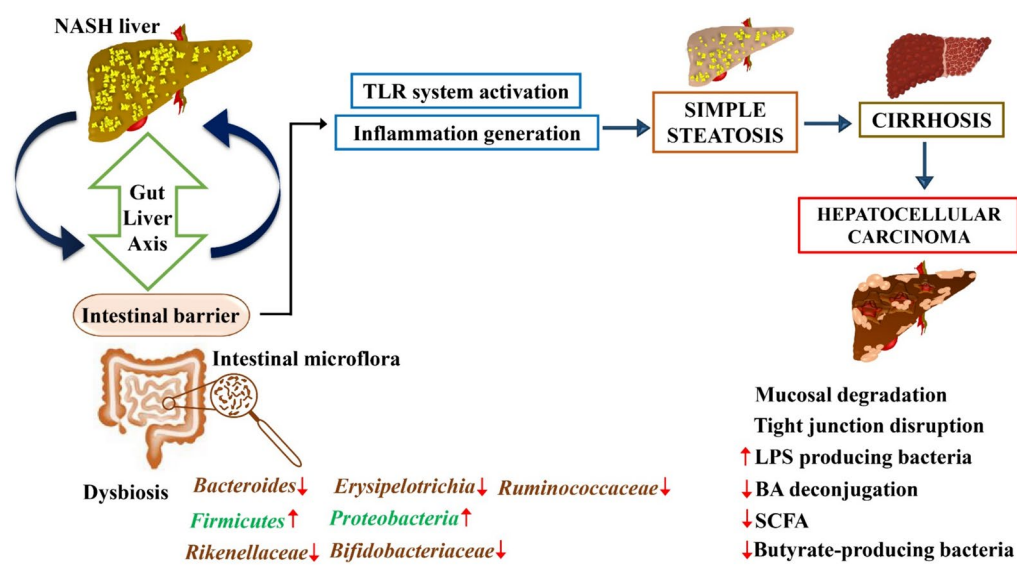 NASH liver
Gut
Liver
Axis
Intestinal barrier
TLR system activation
Inflammation generation
SIMPLE
STEATOSIS
CIRRHOSIS
HEPATOCELLULAR
CARCINOMA
Intestinal microflora
Dysbiosis
Bacteroides↓ Erysipelotrichia↓ Ruminococcaceae↓
Firmicutes↑ Proteobacteria↑
Rikenellaceae↓ Bifidobacteriaceae↓
Mucosal degradation
Tight junction disruption
↑LPS producing bacteria
↓BA deconjugation
↓SCFA
↓Butyrate-producing bacteria